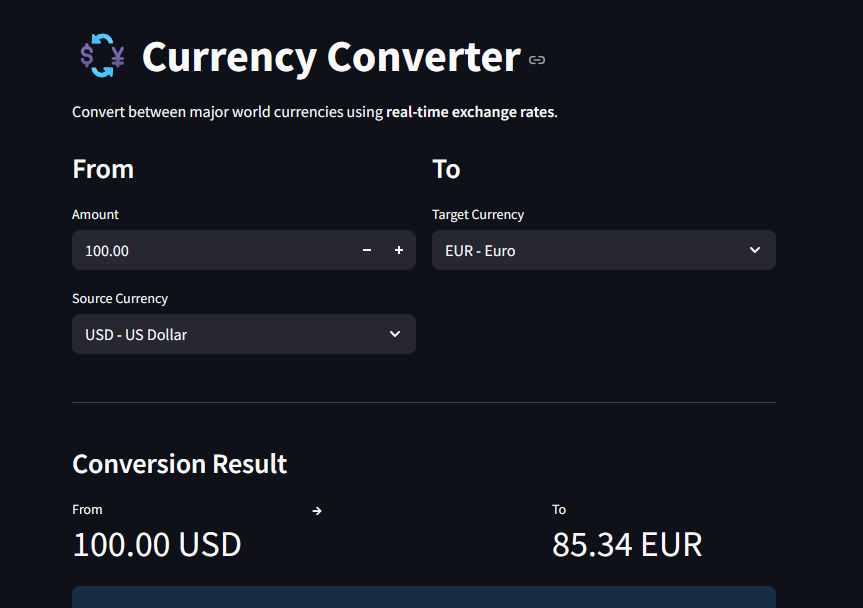 Currency Converter
Convert between major world currencies using real-time exchange rates.
From
To
Amount
Target Currency
100.00
EUR - Euro
Source Currency
USD - US Dollar
Conversion Result
From
→
To
100.00 USD
85.34 EUR